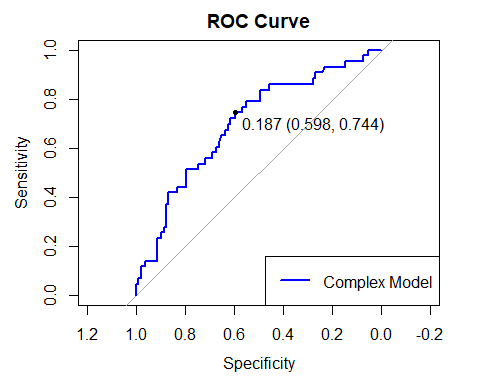 ROC Curve
Sensitivity
1.0
0.8
0.6
0.4
0.2
0.0
0.187 (0.598, 0.744)
Complex Model
1.2 1.0 0.8 0.6 0.4 0.2 0.0 -0.2
Specificity